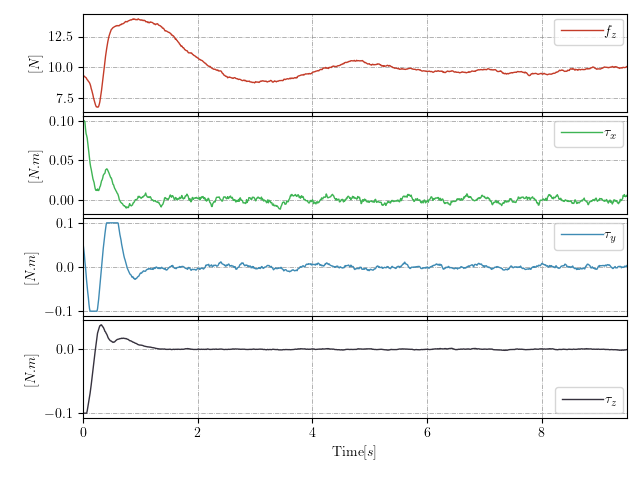 12.5
10.0
7.5
[N]
f_z
0.10
0.05
0.00
[N.m]
τ_x
0.1
0.0
−0.1
[N.m]
τ_y
0.0
−0.1
[N.m]
τ_z
0 2 4 6 8
Time[s]